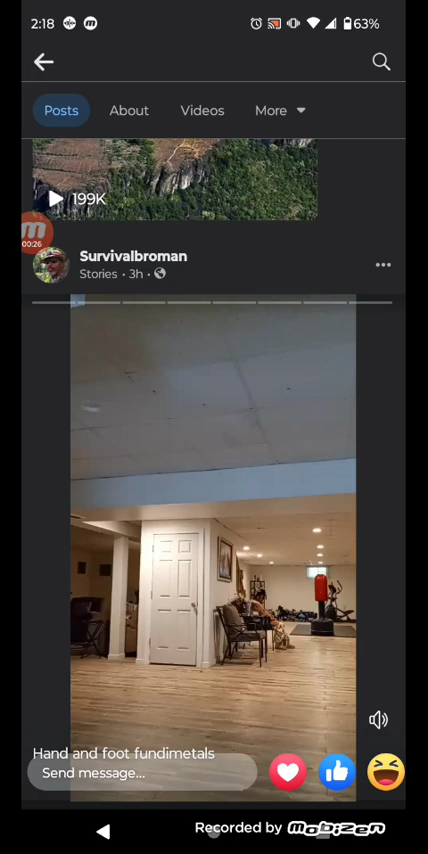 2:18
63%
Posts
About
Videos
More
199K
00:26
Survivalbroman
Stories • 3h •
Hand and foot fundimetals
Send message...
Recorded by Mobizen